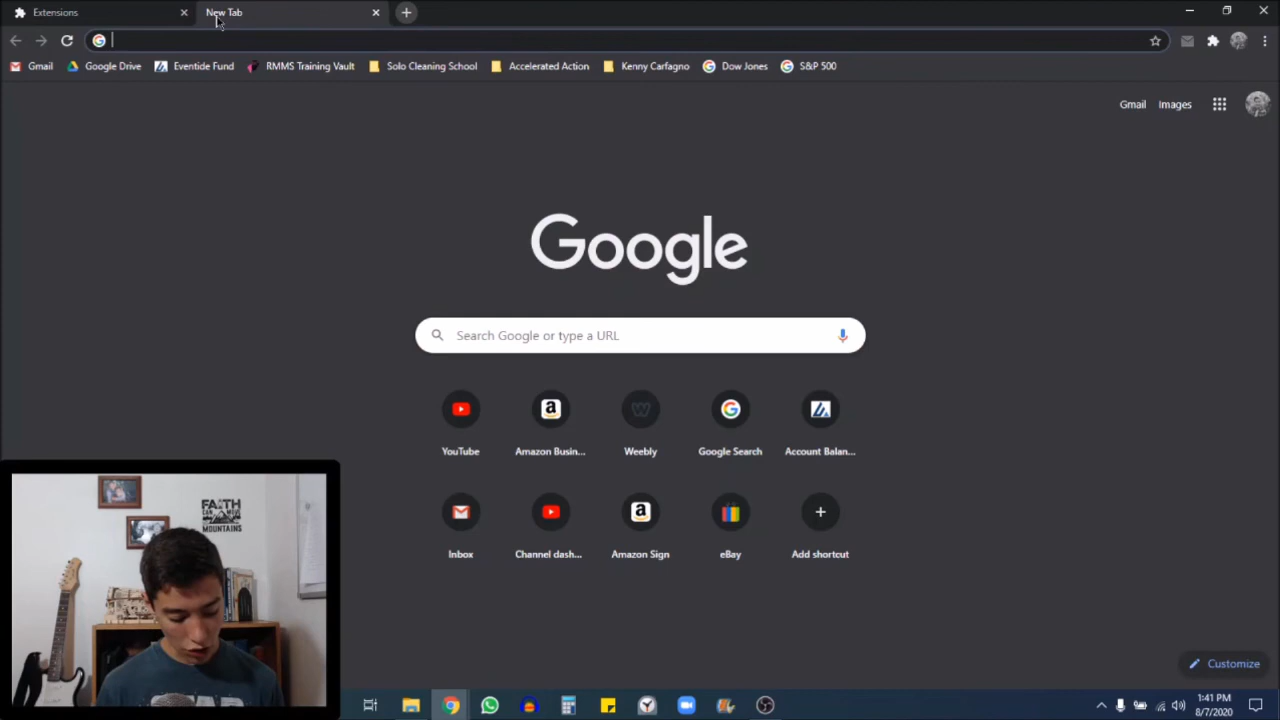 Extensions
New Tab
Gmail
Google Drive
Eventide Fund
RMMS Training Vault
Solo Cleaning School
Accelerated Action
Kenny Carfagno
Dow Jones
S&P 500
Gmail
Images
Google
Search Google or type a URL
YouTube
Amazon Busin...
Weebly
Google Search
Account Balan...
Inbox
Channel dash...
Amazon Sign
eBay
Add shortcut
FAITH
CAN MOVE
MOUNTAINS
Customize
1:41 PM
8/7/2020